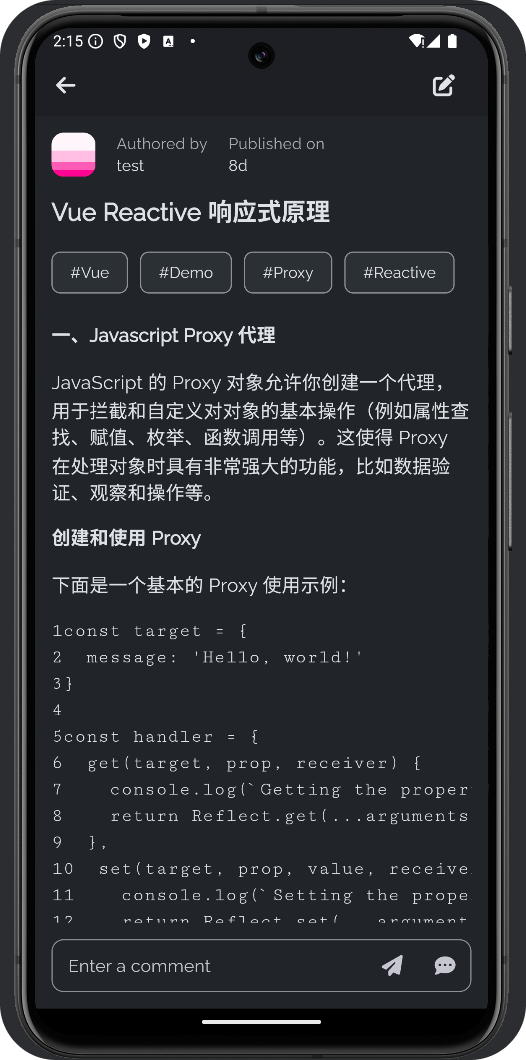 2:15
Authored by
test
Published on
8d
Vue Reactive 响应式原理
#Vue #Demo #Proxy #Reactive
一、Javascript Proxy 代理
JavaScript 的 Proxy 对象允许你创建一个代理，
用于拦截和自定义对对象的基本操作（例如属性查
找、赋值、枚举、函数调用等）。这使得 Proxy
在处理对象时具有非常强大的功能，比如数据验
证、观察和操作等。
创建和使用 Proxy
下面是一个基本的 Proxy 使用示例：
1const target = {
2  message: 'Hello, world!'
3}
4
5const handler = {
6  get(target, prop, receiver) {
7    console.log(`Getting the proper
8    return Reflect.get(...arguments
9  },
10  set(target, prop, value, receive
11    console.log(`Setting the prope
12    return Reflect.set(...argument
Enter a comment